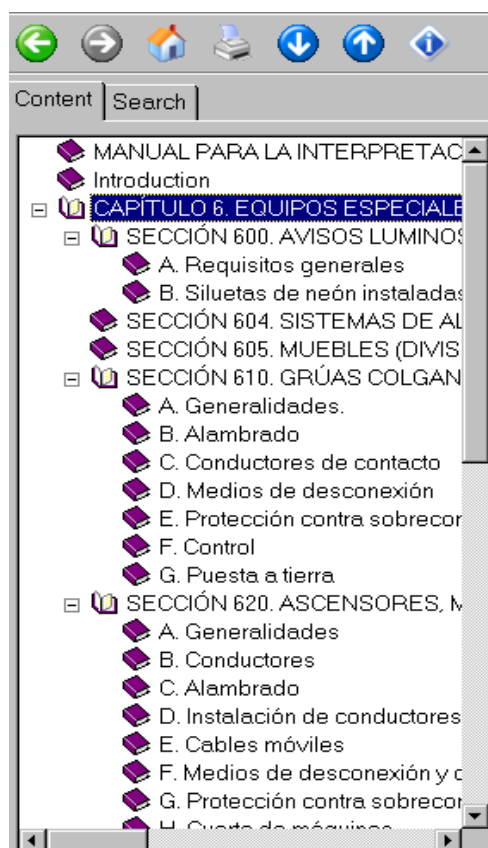 Content Search
MANUAL PARA LA INTERPRETAC
Introduction
CAPÍTULO 6. EQUIPOS ESPECIALE
SECCIÓN 600. AVISOS LUMINOS
A. Requisitos generales
B. Siluetas de neón instaladas
SECCIÓN 604. SISTEMAS DE AL
SECCIÓN 605. MUEBLES (DIVIS
SECCIÓN 610. GRÚAS COLGAN
A. Generalidades.
B. Alambrado
C. Conductores de contacto
D. Medios de desconexión
E. Protección contra sobrecor
F. Control
G. Puesta a tierra
SECCIÓN 620. ASCENSORES, M
A. Generalidades
B. Conductores
C. Alambrado
D. Instalación de conductores
E. Cables móviles
F. Medios de desconexión y c
G. Protección contra sobrecor
H. Cuarto de máquinas